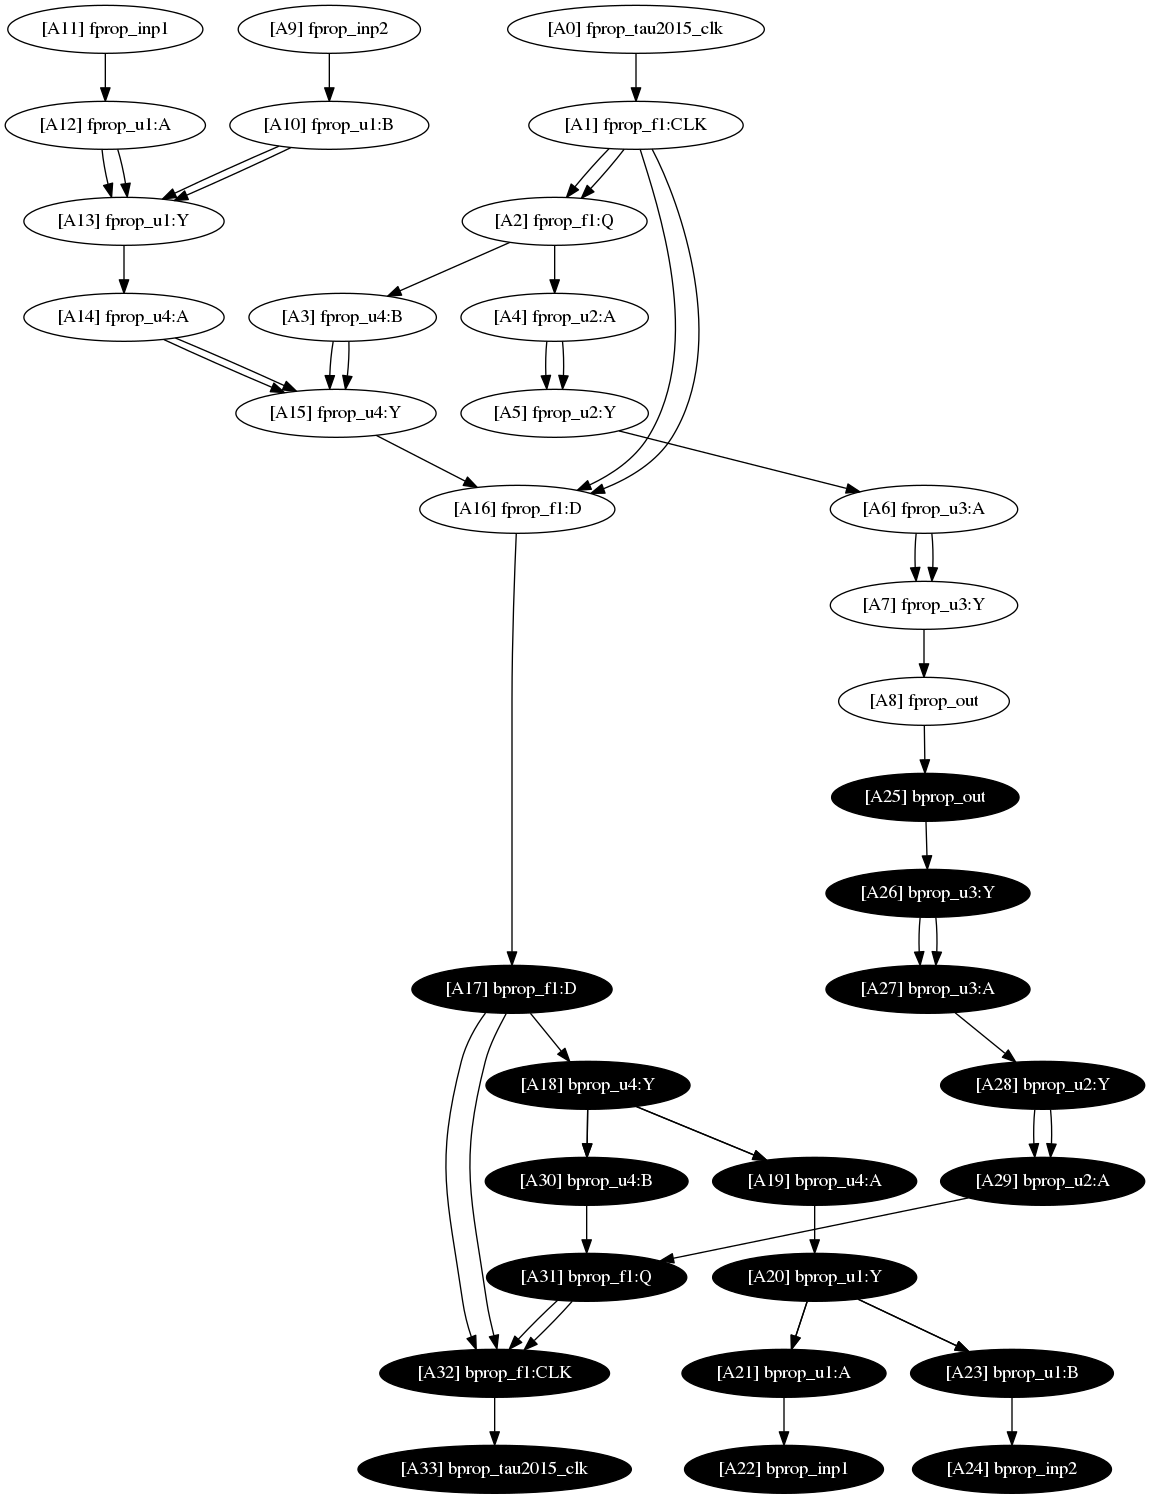 [A11] fprop_inp1
[A9] fprop_inp2
[A0] fprop_tau2015_clk
[A12] fprop_u1:A
[A10] fprop_u1:B
[A1] fprop_f1:CLK
[A13] fprop_u1:Y
[A2] fprop_f1:Q
[A14] fprop_u4:A
[A3] fprop_u4:B
[A4] fprop_u2:A
[A15] fprop_u4:Y
[A5] fprop_u2:Y
[A16] fprop_f1:D
[A6] fprop_u3:A
[A7] fprop_u3:Y
[A8] fprop_out
[A25] bprop_out
[A26] bprop_u3:Y
[A17] bprop_f1:D
[A27] bprop_u3:A
[A18] bprop_u4:Y
[A28] bprop_u2:Y
[A30] bprop_u4:B
[A19] bprop_u4:A
[A29] bprop_u2:A
[A31] bprop_f1:Q
[A20] bprop_u1:Y
[A32] bprop_f1:CLK
[A21] bprop_u1:A
[A23] bprop_u1:B
[A33] bprop_tau2015_clk
[A22] bprop_inp1
[A24] bprop_inp2